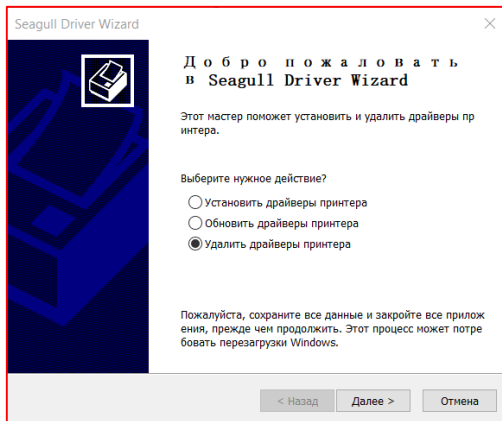 Seagull Driver Wizard
Добро пожаловать
в Seagull Driver Wizard
Этот мастер поможет установить и удалить драйверы пр
интера.
Выберите нужное действие?
Установить драйверы принтера
Обновить драйверы принтера
Удалить драйверы принтера
Пожалуйста, сохраните все данные и закройте все прилож
ения, прежде чем продолжить. Этот процесс может потре
бовать перезагрузки Windows.
< Назад
Далее >
Отмена